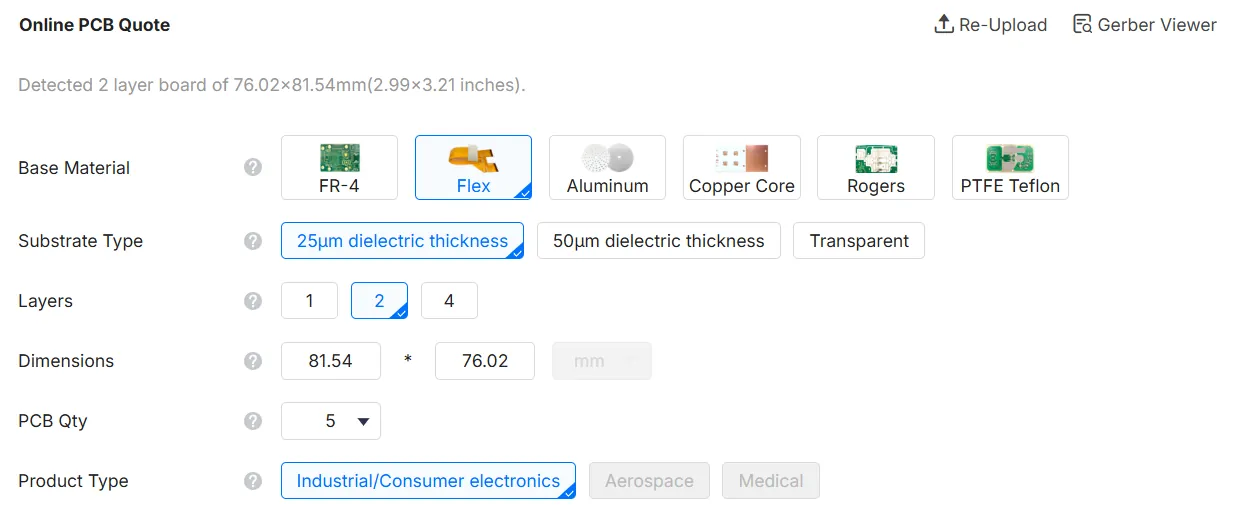 Online PCB Quote
Re-Upload
Gerber Viewer
Detected 2 layer board of 76.02×81.54mm(2.99×3.21 inches).
Base Material ? FR-4 Flex Aluminum Copper Core Rogers PTFE Teflon
Substrate Type ? 25μm dielectric thickness 50μm dielectric thickness Transparent
Layers ? 1 2 4
Dimensions ? 81.54 * 76.02 mm
PCB Qty ? 5
Product Type ? Industrial/Consumer electronics Aerospace Medical